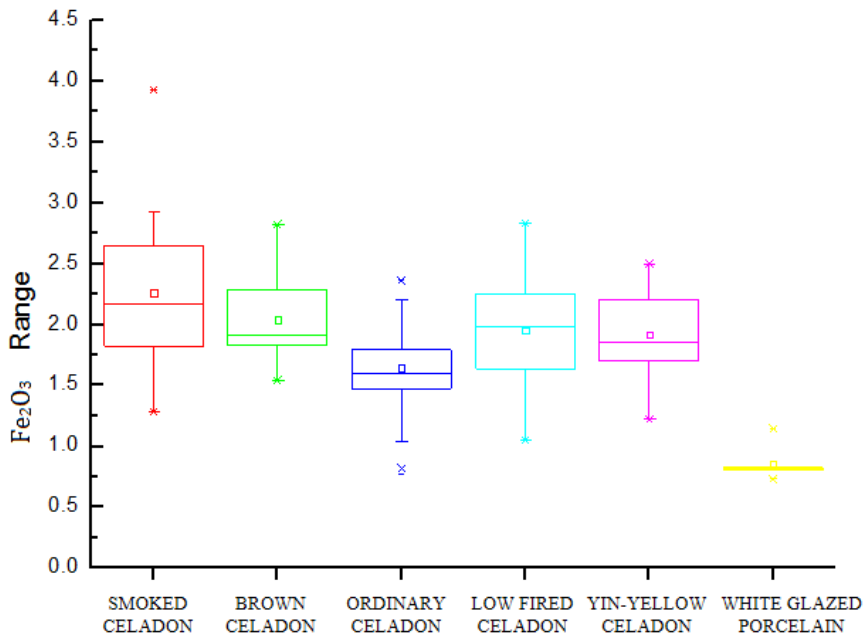 4.5
4.0
3.5
3.0
2.5
2.0
1.5
1.0
0.5
0.0
Fe₂O₃ Range
SMOKED CELADON
BROWN CELADON
ORDINARY CELADON
LOW FIRED CELADON
YIN-YELLOW CELADON
WHITE GLAZED PORCELAIN